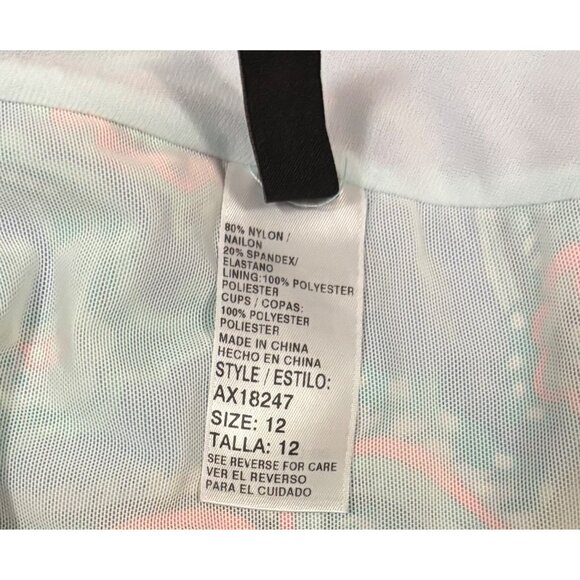 80% NYLON /
NAILON
20% SPANDEX/
ELASTANO
LINING:100% POLYESTER
POLIESTER
CUPS / COPAS:
100% POLYESTER
POLIESTER
MADE IN CHINA
HECHO EN CHINA
STYLE / ESTILO:
AX18247
SIZE: 12
TALLA: 12
SEE REVERSE FOR CARE
VER EL REVERSO
PARA EL CUIDADO